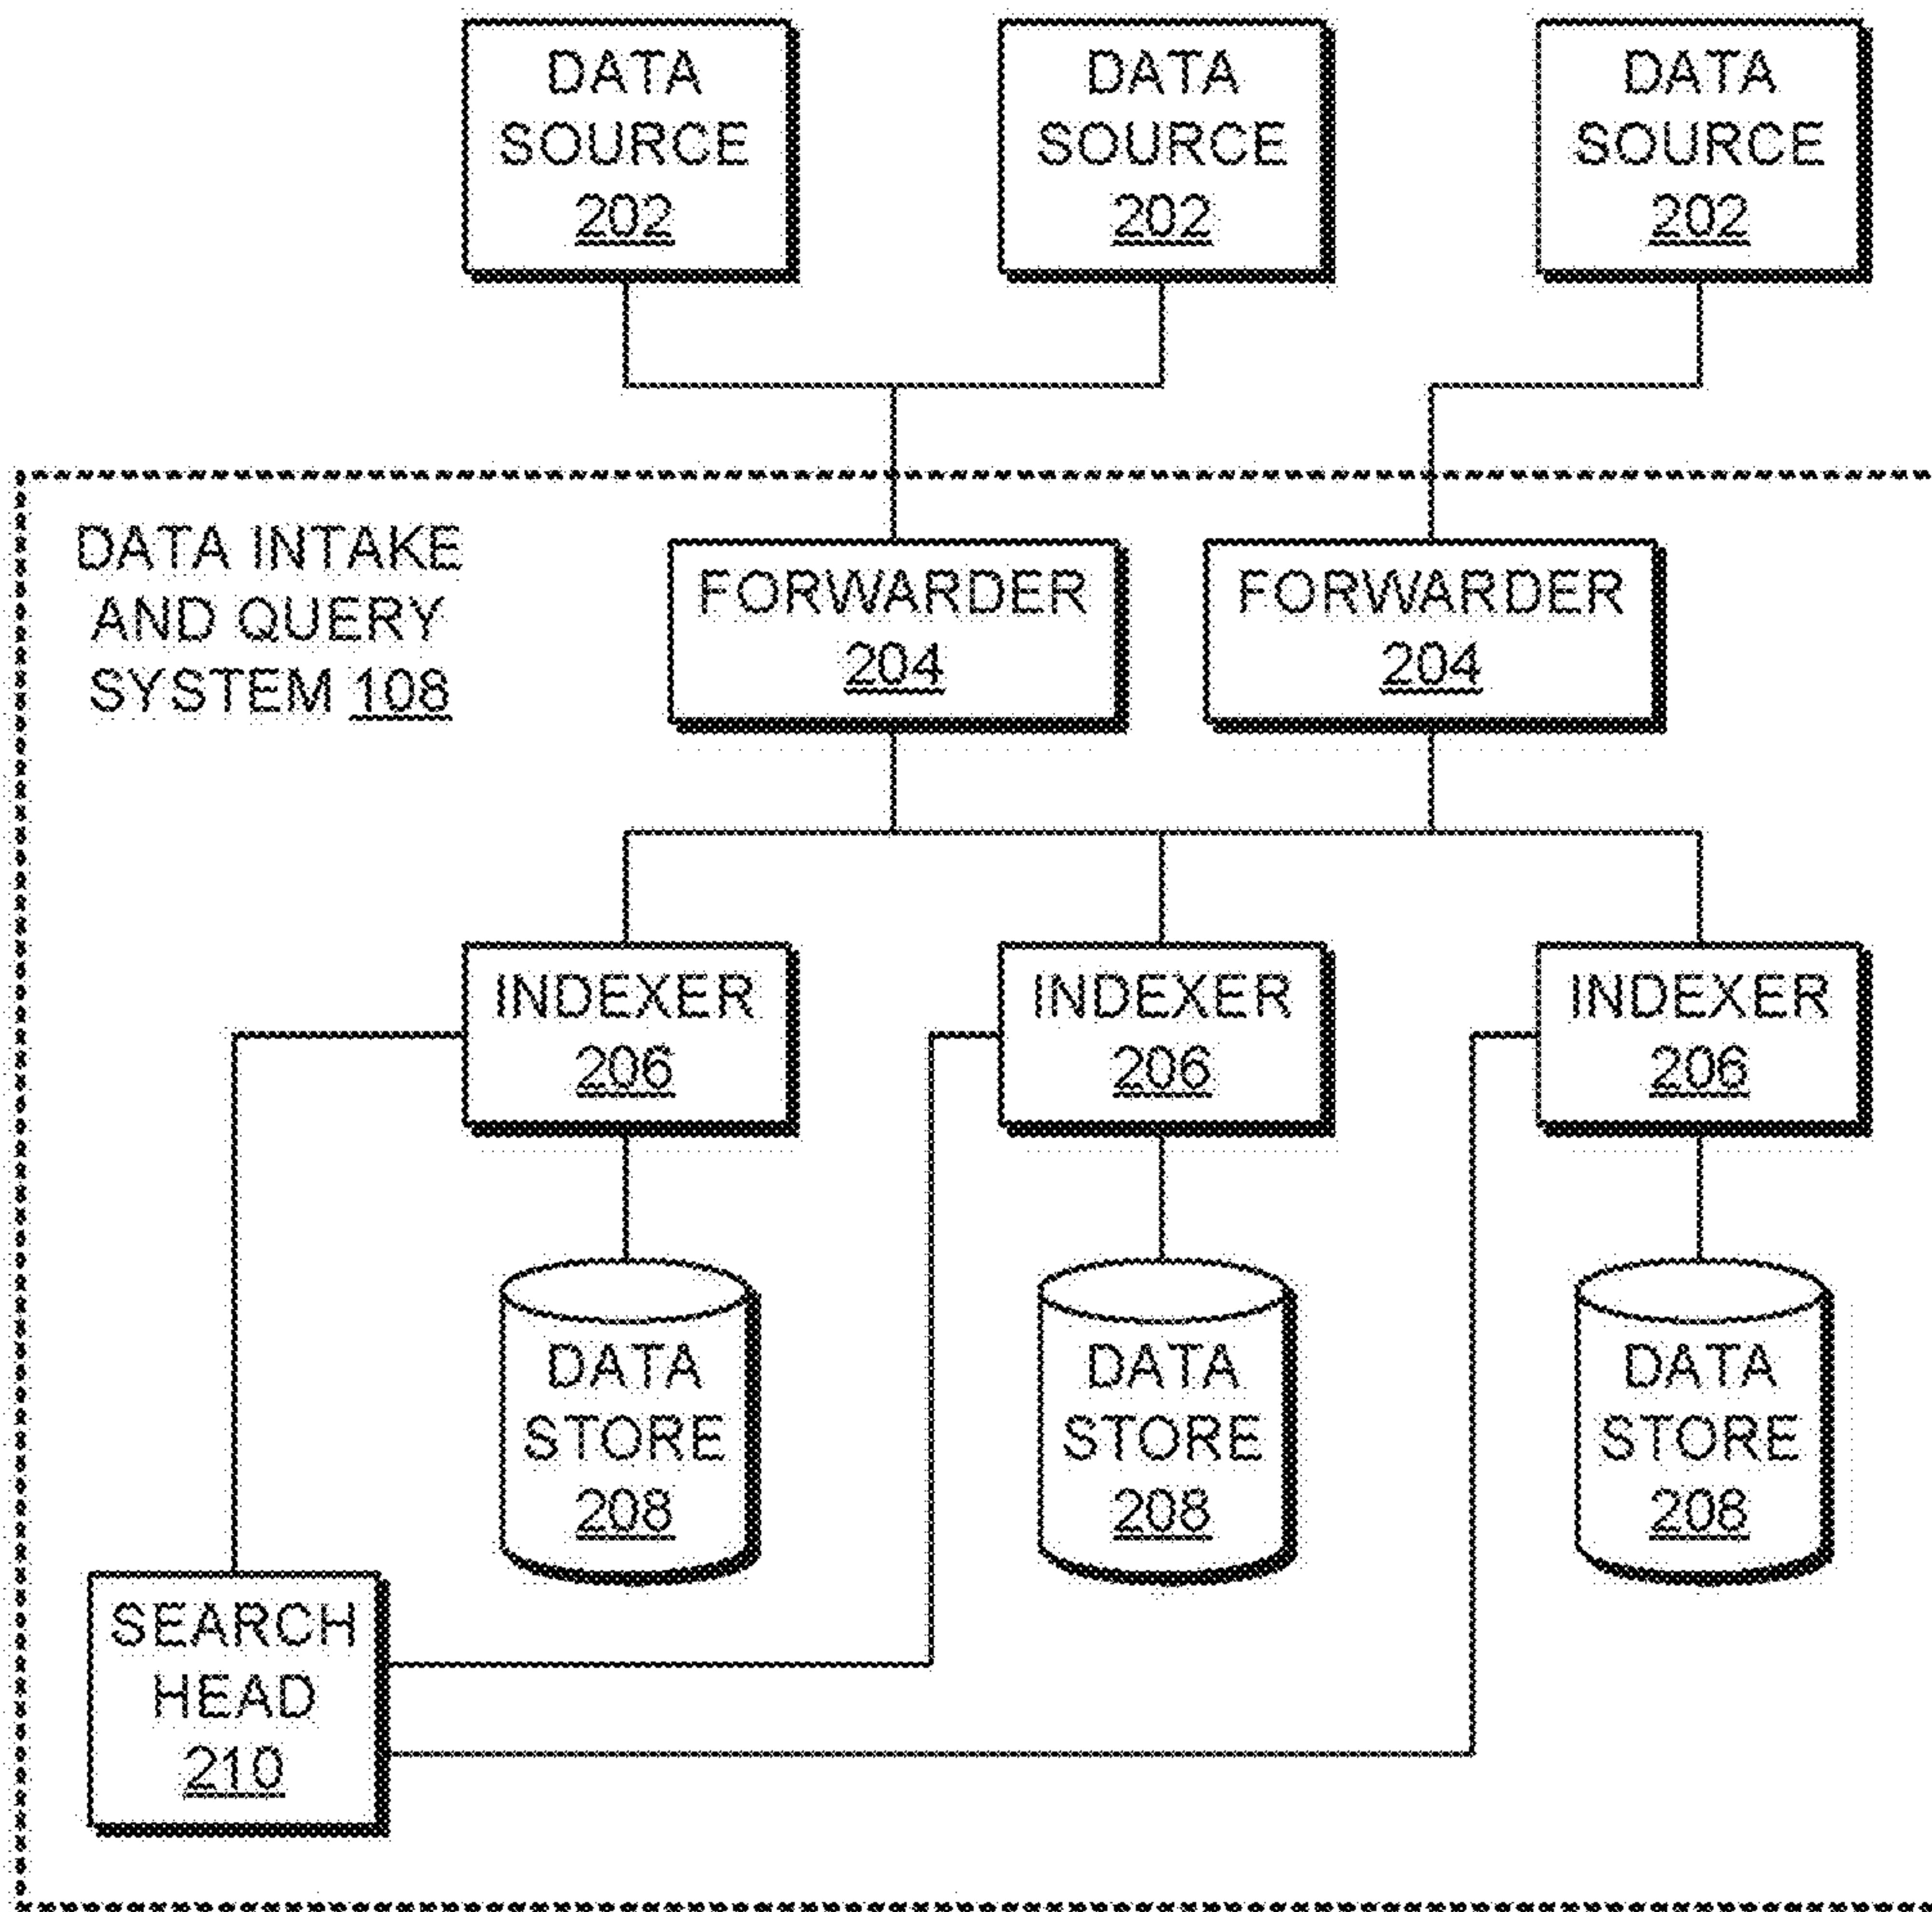 DATA
SOURCE
202
DATA
SOURCE
202
DATA
SOURCE
202
DATA INTAKE
AND QUERY
SYSTEM 108
FORWARDER
204
FORWARDER
204
INDEXER
206
INDEXER
206
INDEXER
206
DATA
STORE
208
DATA
STORE
208
DATA
STORE
208
SEARCH
HEAD
210